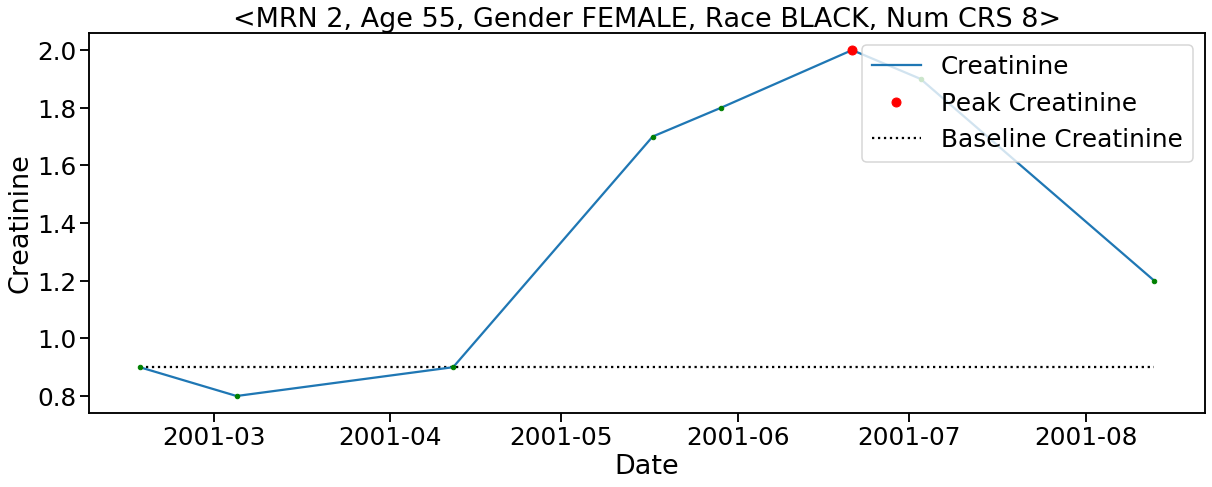 <MRN 2, Age 55, Gender FEMALE, Race BLACK, Num CRS 8>
Creatinine
Peak Creatinine
Baseline Creatinine
2.0
1.8
1.6
1.4
1.2
1.0
0.8
Creatinine
2001-03 2001-04 2001-05 2001-06 2001-07 2001-08
Date